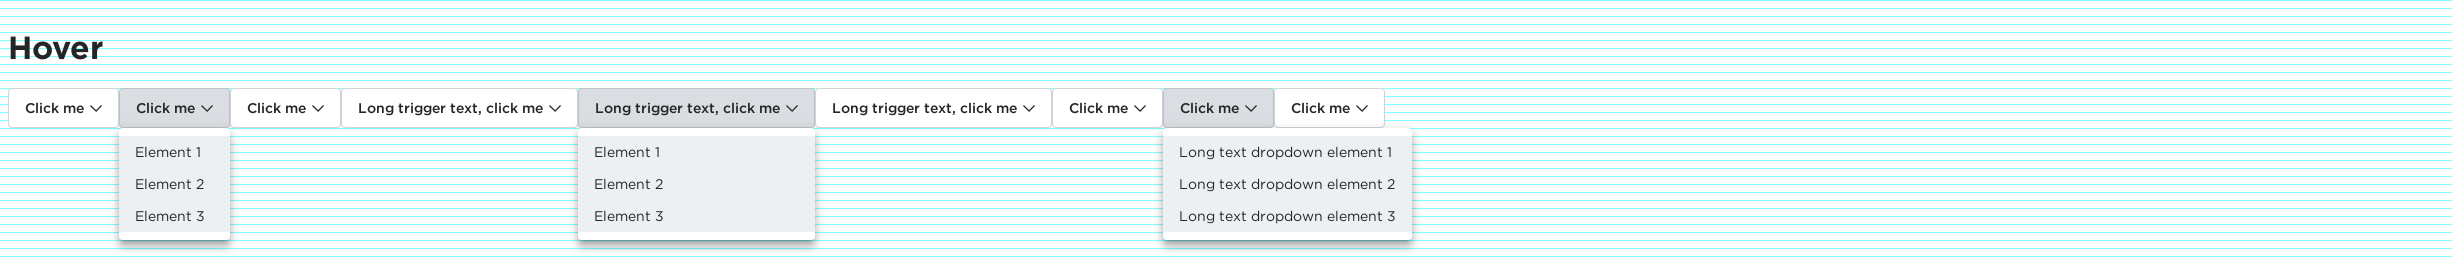 Hover
Click me Click me Click me Long trigger text, click me Long trigger text, click me Long trigger text, click me Click me Click me Click me
Element 1 Element 1 Long text dropdown element 1
Element 2 Element 2 Long text dropdown element 2
Element 3 Element 3 Long text dropdown element 3